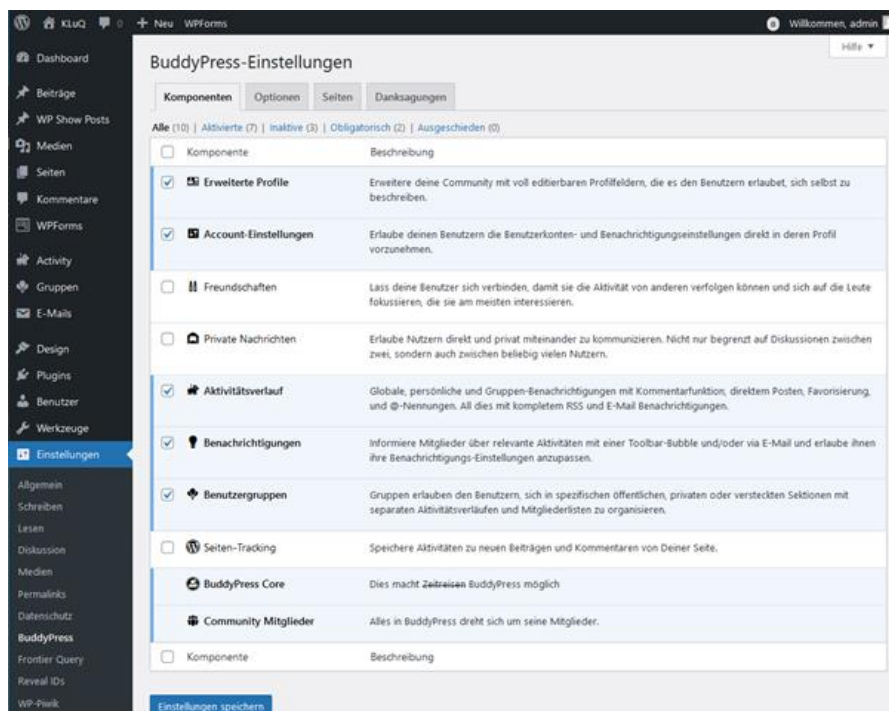 KLuQ 0 Neu WPForms 0 Willkommen, admin
Hilfe ▼
Dashboard
Beiträge
WP Show Posts
Medien
Seiten
Kommentare
WPForms
Activity
Gruppen
E-Mails
Design
Plugins
Benutzer
Werkzeuge
Einstellungen
Allgemein
Schreiben
Lesen
Diskussion
Medien
Permalinks
Datenschutz
BuddyPress
Frontier Query
Reveal IDs
WP-Piwik
BuddyPress-Einstellungen
Komponenten Optionen Seiten Danksagungen
Alle (10) | Aktivierte (7) | Inaktive (3) | Obligatorisch (2) | Ausgeschieden (0)
Komponente Beschreibung
Erweiterte Profile Erweitere deine Community mit voll editierbaren Profilfeldern, die es den Benutzern erlaubet, sich selbst zu
beschreiben.
Account-Einstellungen Erlaube deinen Benutzern die Benutzerkonten- und Benachrichtigungseinstellungen direkt in deren Profil
vorzunehmen.
Freundschaften Lass deine Benutzer sich verbinden, damit sie die Aktivität von anderen verfolgen können und sich auf die Leute
fokussieren, die sie am meisten interessieren.
Private Nachrichten Erlaube Nutzern direkt und privat miteinander zu kommunizieren. Nicht nur begrenzt auf Diskussionen zwischen
zwei, sondern auch zwischen beliebig vielen Nutzern.
Aktivitätsverlauf Globale, persönliche und Gruppen-Benachrichtigungen mit Kommentarfunktion, direktem Posten, Favorisierung,
und @-Nennungen. All dies mit kompletem RSS und E-Mail Benachrichtigungen.
Benachrichtigungen Informiere Mitglieder über relevante Aktivitäten mit einer Toolbar-Bubble und/oder via E-Mail und erlaube ihnen
ihre Benachrichtigungs-Einstellungen anzupassen.
Benutzergruppen Gruppen erlauben den Benutzern, sich in spezifischen öffentlichen, privaten oder versteckten Sektionen mit
separaten Aktivitätsverläufen und Mitgliederlisten zu organisieren.
Seiten-Tracking Speichere Aktivitäten zu neuen Beiträgen und Kommentaren von Deiner Seite.
BuddyPress Core Dies macht Zeitreisen BuddyPress möglich
Community Mitglieder Alles in BuddyPress dreht sich um seine Mitglieder.
Komponente Beschreibung
Einstellungen speichern